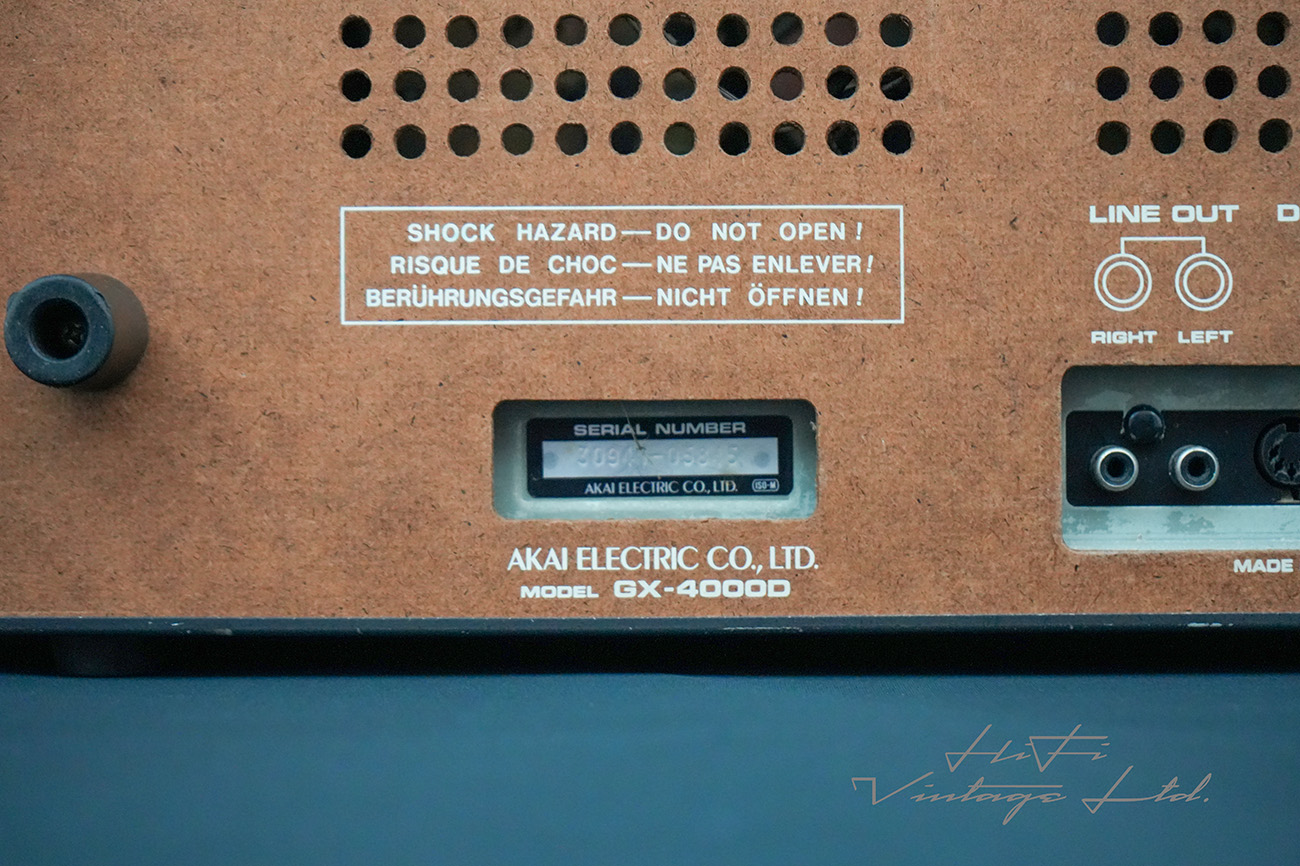 SHOCK HAZARD — DO NOT OPEN !
RISQUE DE CHOC — NE PAS ENLEVER !
BERÜHRUNGSGEFAHR — NICHT ÖFFNEN !
LINE OUT
RIGHT LEFT
SERIAL NUMBER
AKAI ELECTRIC CO., LTD. ISO-M
AKAI ELECTRIC CO., LTD.
MODEL GX-4000D
MADE
HiFi
Vintage Ltd.